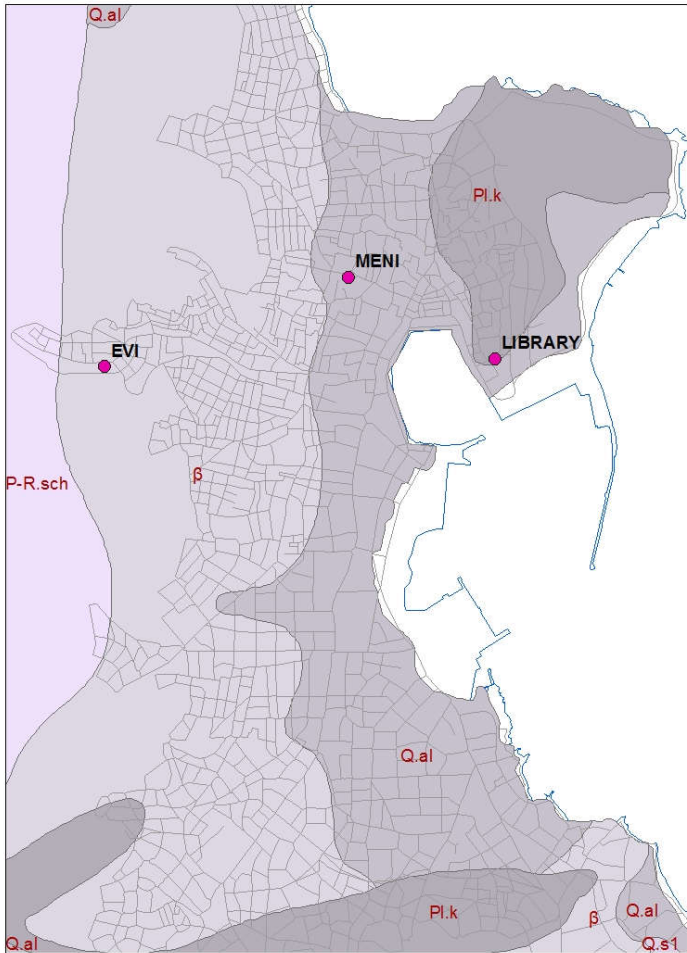 Q.al
Pl.k
MENI
EVI
LIBRARY
P-R.sch
β
Q.al
Pl.k
β
Q.al
Q.al
Q.s1